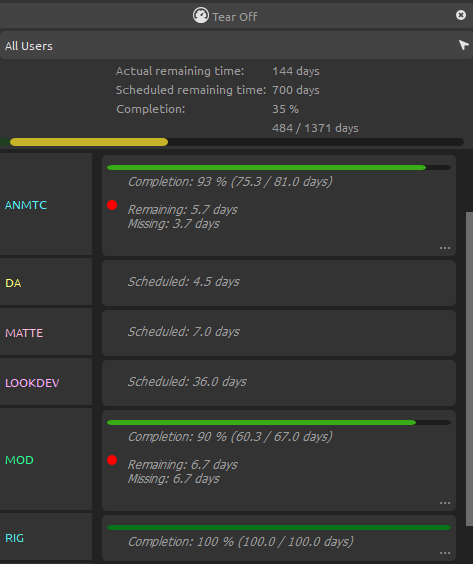 Tear Off
All Users
Actual remaining time: 144 days
Scheduled remaining time: 700 days
Completion: 35 %
484 / 1371 days
ANMTC
Completion: 93 % (75.3 / 81.0 days)
Remaining: 5.7 days
Missing: 3.7 days
...
DA
Scheduled: 4.5 days
MATTE
Scheduled: 7.0 days
LOOKDEV
Scheduled: 36.0 days
MOD
Completion: 90 % (60.3 / 67.0 days)
Remaining: 6.7 days
Missing: 6.7 days
...
RIG
Completion: 100 % (100.0 / 100.0 days)
...